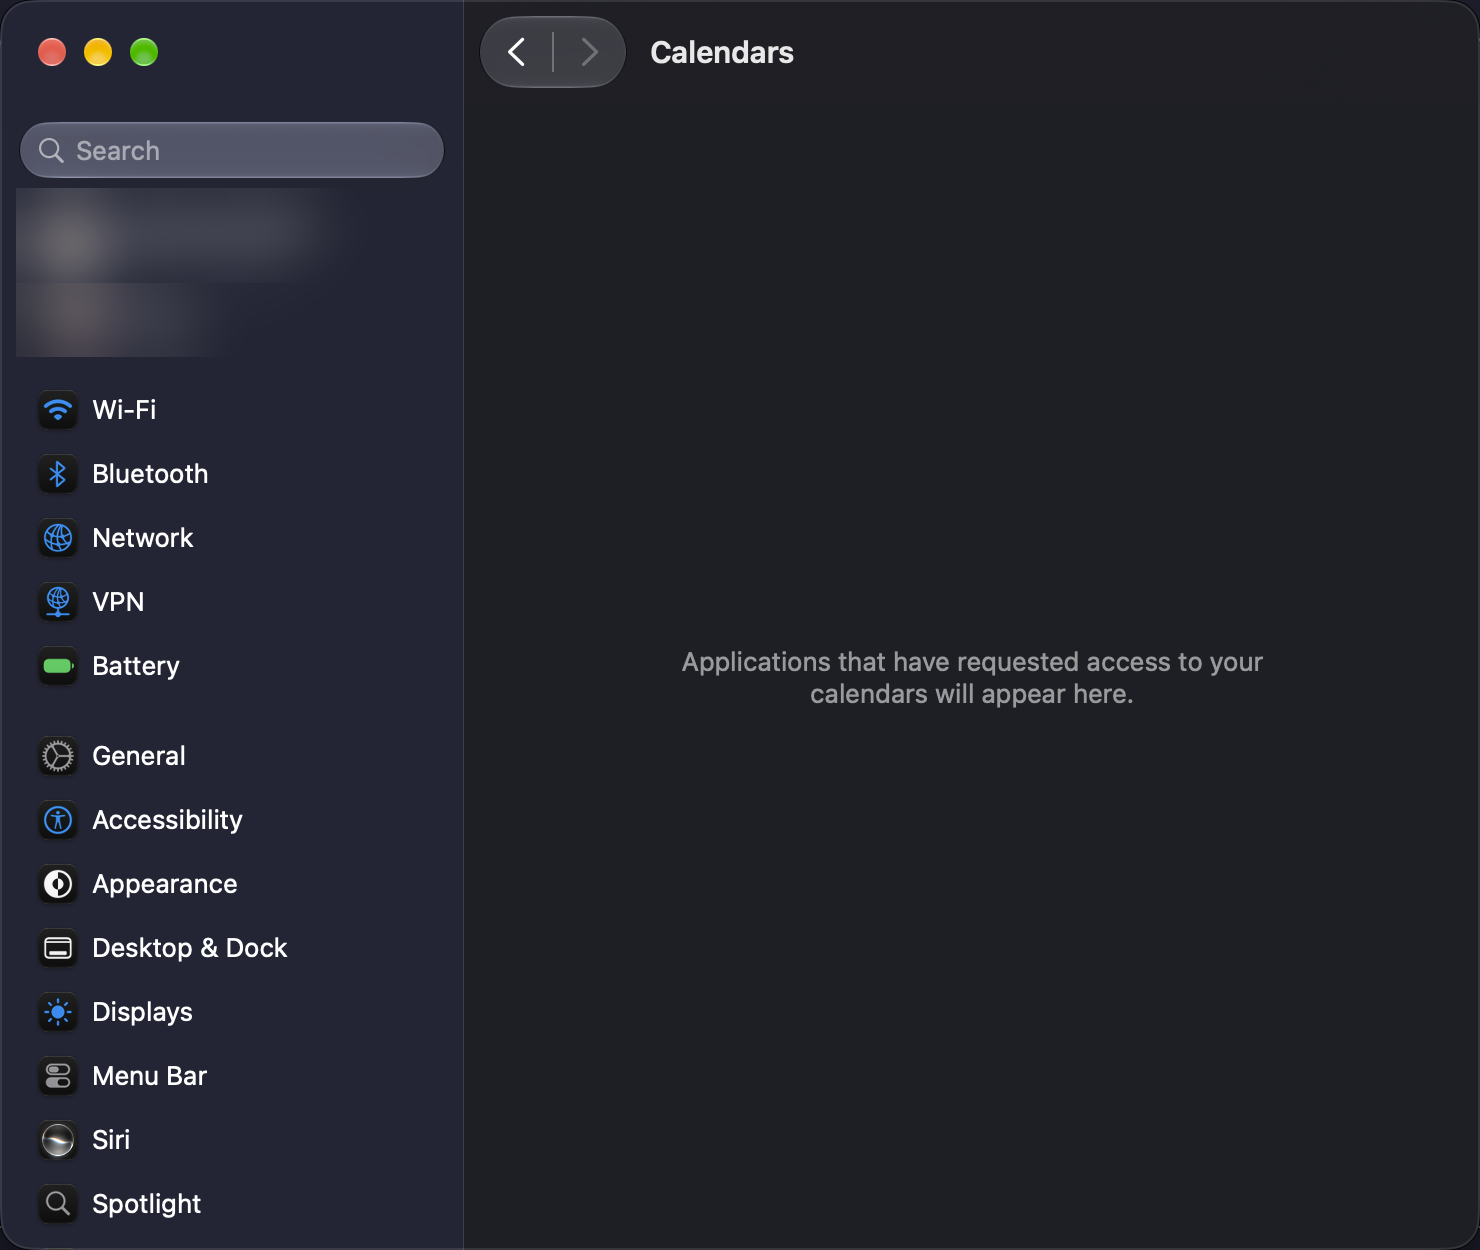 Calendars
Search
Wi-Fi
Bluetooth
Network
VPN
Battery
General
Accessibility
Appearance
Desktop & Dock
Displays
Menu Bar
Siri
Spotlight
Applications that have requested access to your
calendars will appear here.